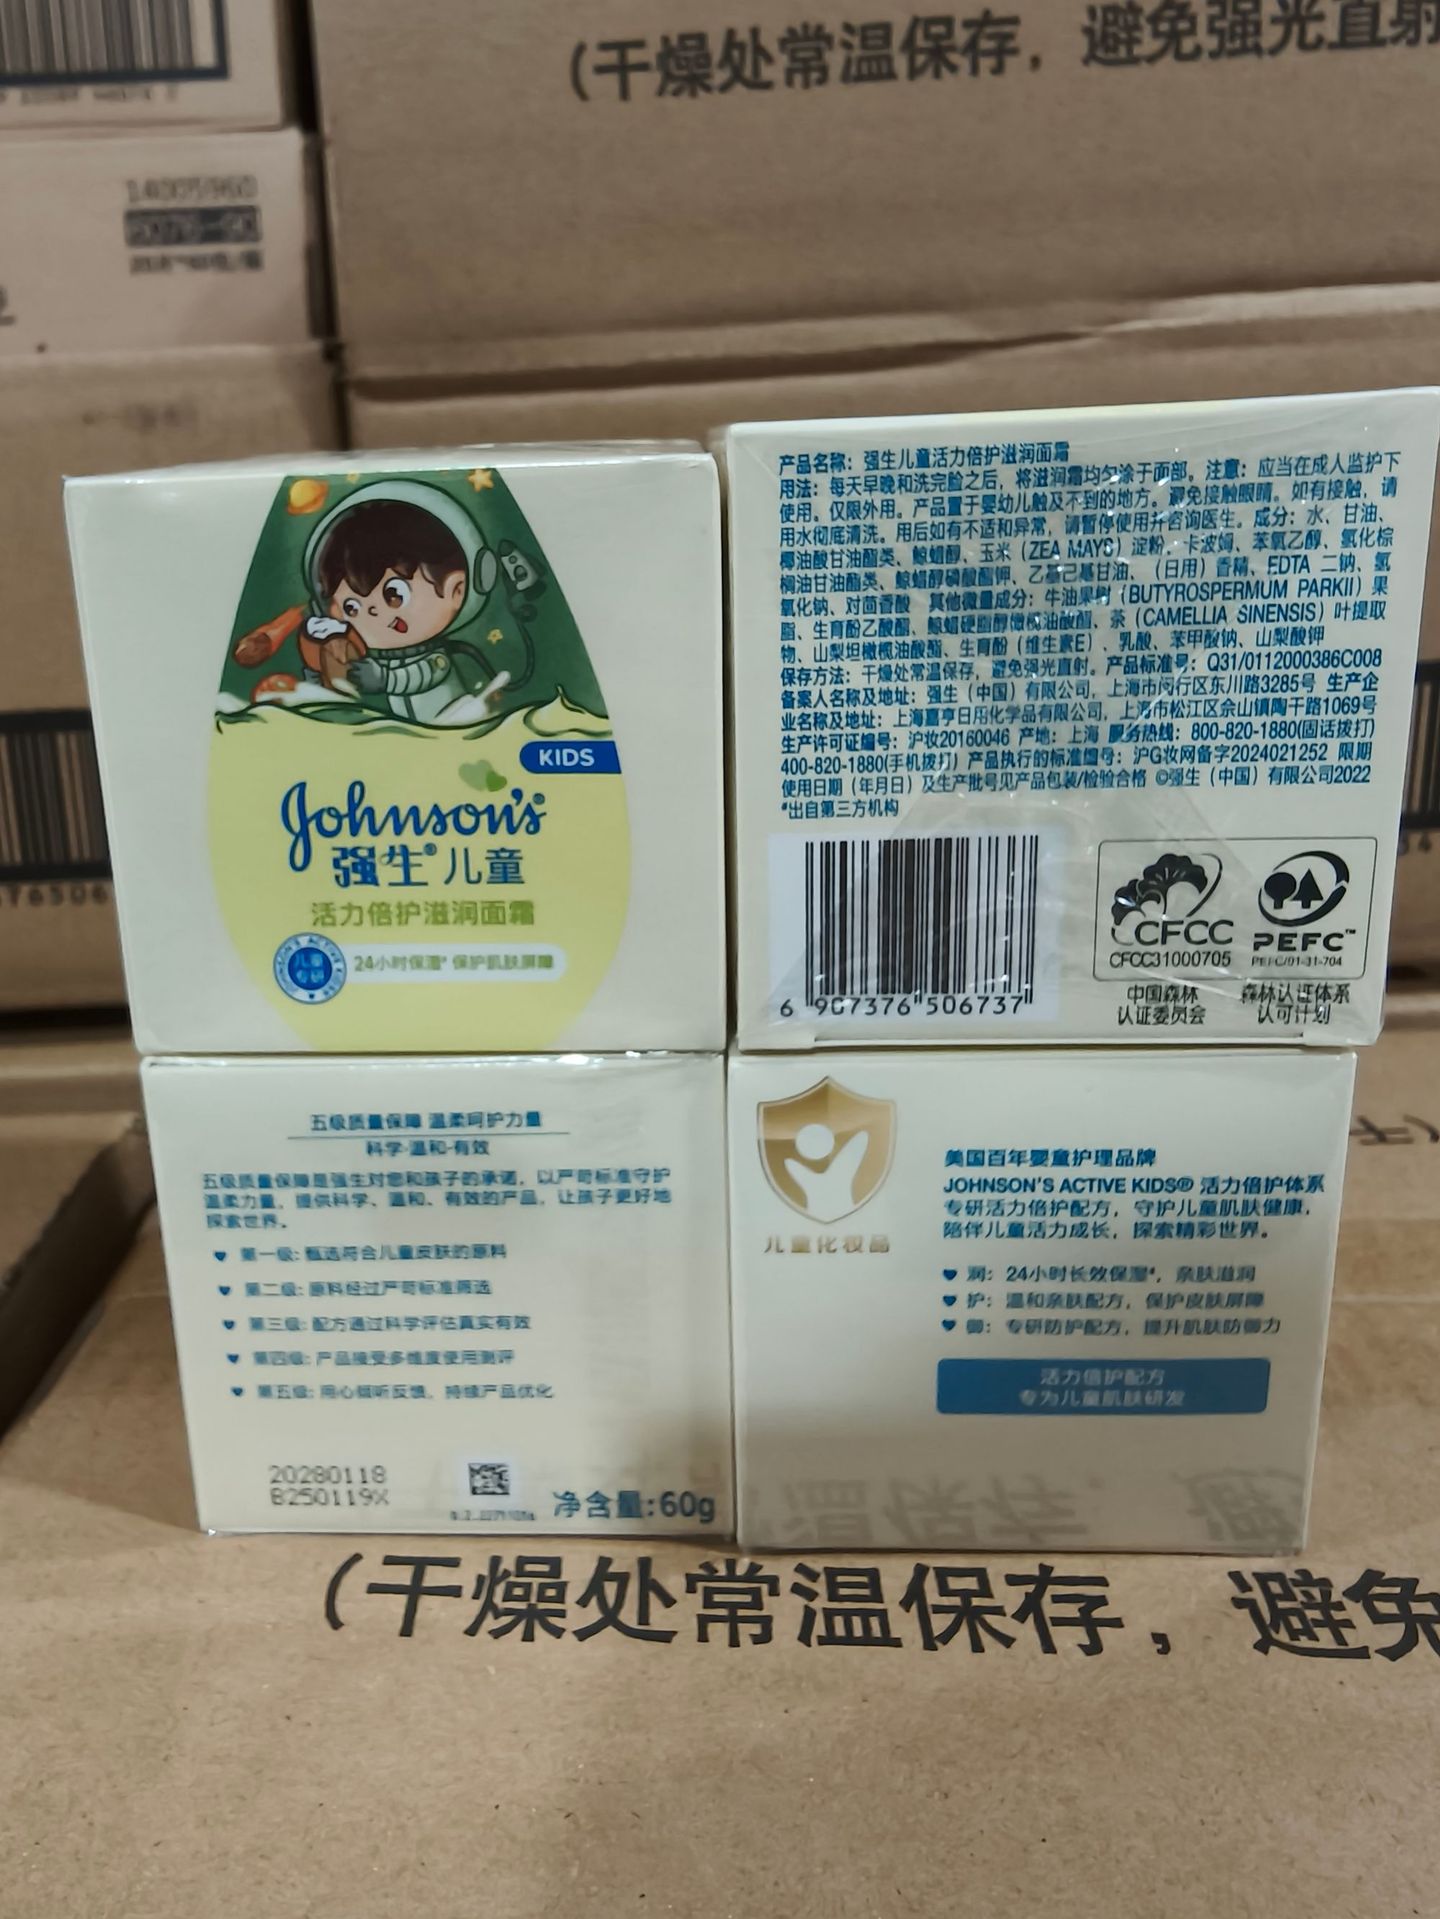 (干燥处常温保存，避免强光直射
14005960
KIDS
Johnson's®
强生®儿童
活力倍护滋润面霜
JOHNSON'S ACTIVE KIDS
儿童
专研
24小时保湿* 保护肌肤屏障
产品名称：强生儿童活力倍护滋润面霜
用法：每天早晚和洗完脸之后，将滋润霜均匀涂于面部。注意：应当在成人监护下
使用。仅限外用。产品置于婴幼儿触及不到的地方。避免接触眼睛。如有接触，请
用水彻底清洗。用后如有不适和异常，请暂停使用并咨询医生。成分：水、甘油、
椰油酸甘油酯类、鲸蜡醇、玉米（ZEA MAYS）淀粉、卡波姆、苯氧乙醇、氢化棕
榈油甘油酯类、鲸蜡醇磷酸酯钾、乙基己基甘油、（日用）香精、EDTA 二钠、氢
氧化钠、对茴香酸 其他微量成分：牛油果树（BUTYROSPERMUM PARKII）果
脂、生育酚乙酸酯、鲸蜡硬脂醇橄榄油酸酯、茶（CAMELLIA SINENSIS）叶提取
物、山梨坦橄榄油酸酯、生育酚（维生素E）、乳酸、苯甲酸钠、山梨酸钾
保存方法：干燥处常温保存，避免强光直射。产品标准号：Q31/0112000386C008
备案人名称及地址：强生（中国）有限公司，上海市闵行区东川路3285号 生产企
业名称及地址：上海嘉亨日用化学品有限公司，上海市松江区佘山镇陶干路1069号
生产许可证编号：沪妆20160046 产地：上海 服务热线：800-820-1880(固话拨打)
400-820-1880(手机拨打) 产品执行的标准编号：沪G妆网备字2024021252 限期
使用日期（年月日）及生产批号见产品包装/检验合格 ©强生（中国）有限公司2022
*出自第三方机构
6 907376 506737
CFCC
CFCC31000705
PEFC™
PEFC/01-31-704
中国森林
认证委员会
森林认证体系
认可计划
五级质量保障 温柔呵护力量
科学·温和·有效
五级质量保障是强生对您和孩子的承诺，以严苛标准守护
温柔力量，提供科学、温和、有效的产品，让孩子更好地
探索世界。
第一级: 甄选符合儿童皮肤的原料
第二级: 原料经过严苛标准筛选
第三级: 配方通过科学评估真实有效
第四级: 产品接受多维度使用测评
第五级: 用心倾听反馈，持续产品优化
20280118
B250119X
净含量:60g
儿童化妆品
美国百年婴童护理品牌
JOHNSON'S ACTIVE KIDS® 活力倍护体系
专研活力倍护配方，守护儿童肌肤健康，
陪伴儿童活力成长，探索精彩世界。
润：24小时长效保湿*，亲肤滋润
护：温和亲肤配方，保护皮肤屏障
御：专研防护配方，提升肌肤防御力
活力倍护配方
专为儿童肌肤研发
(干燥处常温保存，避免